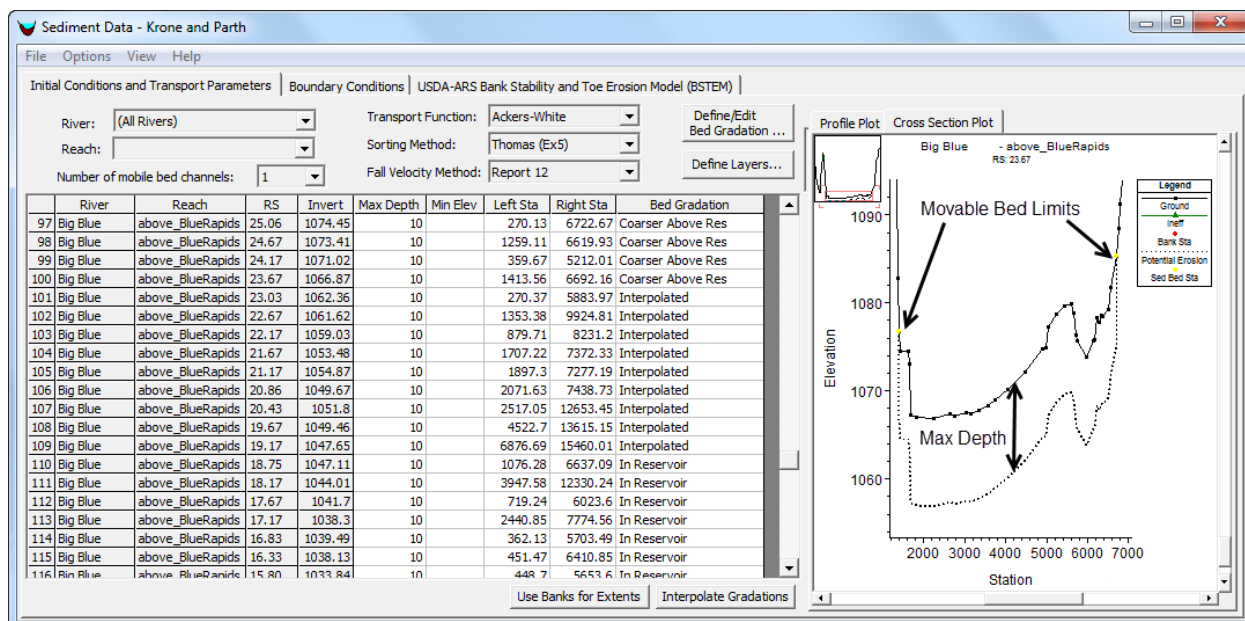 Sediment Data - Krone and Parth
File Options View Help
Initial Conditions and Transport Parameters Boundary Conditions USDA-ARS Bank Stability and Toe Erosion Model (BSTEM)
River: (All Rivers) Transport Function: Ackers-White Define/Edit Bed Gradation ...
Reach: Sorting Method: Thomas (Ex5) Define Layers...
Number of mobile bed channels: 1 Fall Velocity Method: Report 12
River Reach RS Invert Max Depth Min Elev Left Sta Right Sta Bed Gradation
97 Big Blue above_BlueRapids 25.06 1074.45 10 270.13 6722.67 Coarser Above Res
98 Big Blue above_BlueRapids 24.67 1073.41 10 1259.11 6619.93 Coarser Above Res
99 Big Blue above_BlueRapids 24.17 1071.02 10 359.67 5212.01 Coarser Above Res
100 Big Blue above_BlueRapids 23.67 1066.87 10 1413.56 6692.16 Coarser Above Res
101 Big Blue above_BlueRapids 23.03 1062.36 10 270.37 5883.97 Interpolated
102 Big Blue above_BlueRapids 22.67 1061.62 10 1353.38 9924.81 Interpolated
103 Big Blue above_BlueRapids 22.17 1059.03 10 879.71 8231.2 Interpolated
104 Big Blue above_BlueRapids 21.67 1053.48 10 1707.22 7372.33 Interpolated
105 Big Blue above_BlueRapids 21.17 1054.87 10 1897.3 7277.19 Interpolated
106 Big Blue above_BlueRapids 20.86 1049.67 10 2071.63 7438.73 Interpolated
107 Big Blue above_BlueRapids 20.43 1051.8 10 2517.05 12653.45 Interpolated
108 Big Blue above_BlueRapids 19.67 1049.46 10 4522.7 13615.15 Interpolated
109 Big Blue above_BlueRapids 19.17 1047.65 10 6876.69 15460.01 Interpolated
110 Big Blue above_BlueRapids 18.75 1047.11 10 1076.28 6637.09 In Reservoir
111 Big Blue above_BlueRapids 18.17 1044.01 10 3947.58 12330.24 In Reservoir
112 Big Blue above_BlueRapids 17.67 1041.7 10 719.24 6023.6 In Reservoir
113 Big Blue above_BlueRapids 17.17 1038.3 10 2440.85 7774.56 In Reservoir
114 Big Blue above_BlueRapids 16.83 1039.49 10 362.13 5703.49 In Reservoir
115 Big Blue above_BlueRapids 16.33 1038.13 10 451.47 6410.85 In Reservoir
116 Big Blue above_BlueRapids 15.80 1033.84 10 448.7 5653.6 In Reservoir
Use Banks for Extents Interpolate Gradations
Profile Plot Cross Section Plot
Big Blue - above_BlueRapids
RS: 23.67
Legend
Ground
Ineff
Bank Sta
Potential Erosion
Sed Bed Sta
Movable Bed Limits
Max Depth
Elevation
1090
1080
1070
1060
2000 3000 4000 5000 6000 7000
Station